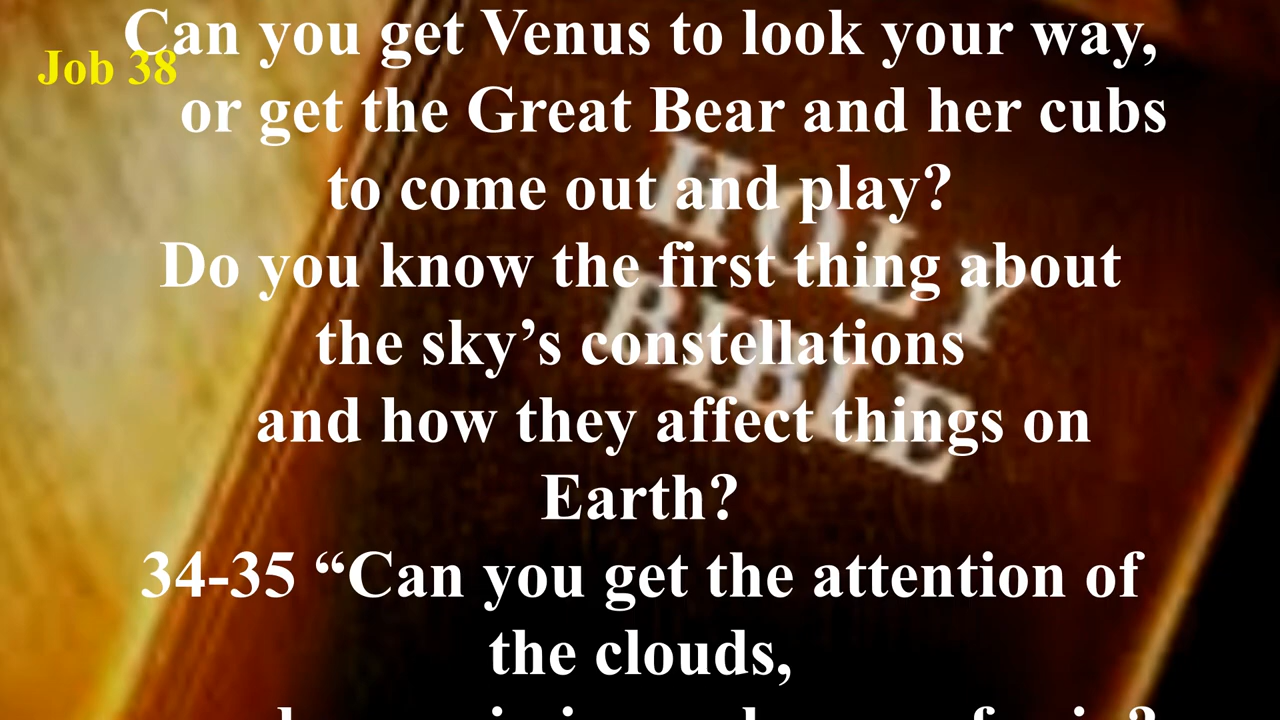 Job 38
Can you get Venus to look your way,
or get the Great Bear and her cubs
to come out and play?
Do you know the first thing about
the sky’s constellations
and how they affect things on
Earth?
34-35 “Can you get the attention of
the clouds,
HOLY
BIBLE